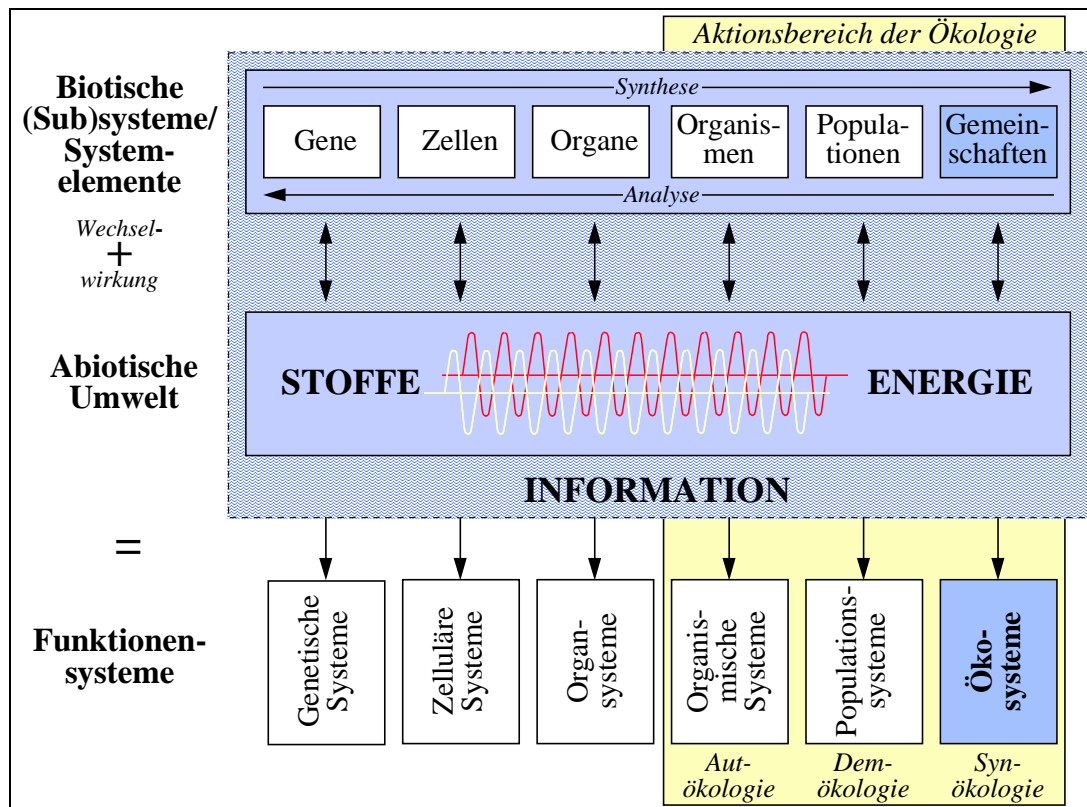 Aktionsbereich der Ökologie
Biotische
(Sub)systeme/
System-
elemente
Synthese
Gene
Zellen
Organe
Organis-
men
Popula-
tionen
Gemein-
schaften
Analyse
Wechsel-
+
wirkung
Abiotische
Umwelt
STOFFE
ENERGIE
INFORMATION
=
Funktionen-
systeme
Genetische
Systeme
Zelluläre
Systeme
Organ-
systeme
Organis-
mische
Systeme
Populations-
systeme
Öko-
systeme
Aut-
ökologie
Dem-
ökologie
Syn-
ökologie